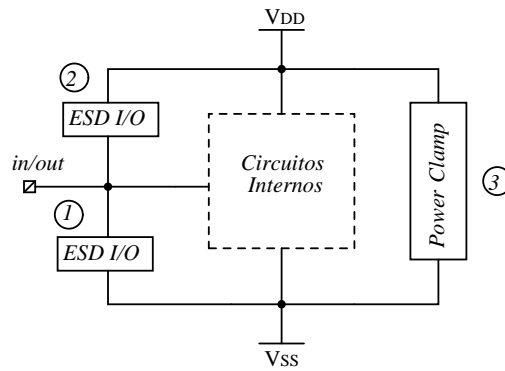 VDD
2
ESD I/O
in/out
Circuitos
Internos
Power Clamp
3
1
ESD I/O
VSS